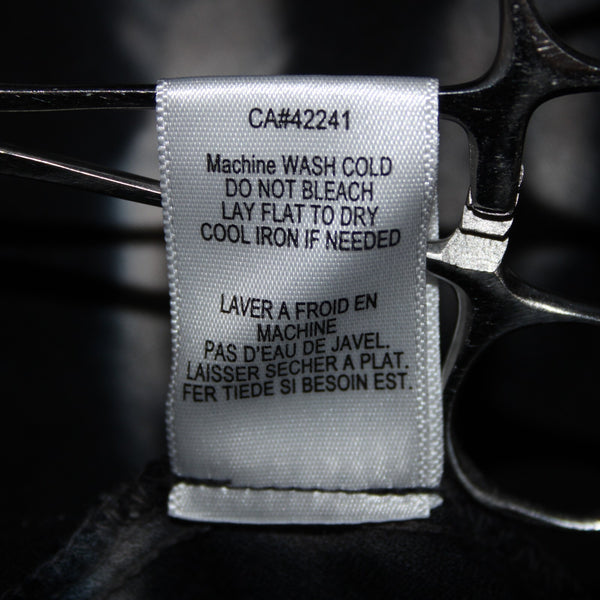 CA#42241
Machine WASH COLD
DO NOT BLEACH
LAY FLAT TO DRY
COOL IRON IF NEEDED
LAVER A FROID EN
MACHINE
PAS D'EAU DE JAVEL.
LAISSER SECHER A PLAT.
FER TIEDE SI BESOIN EST.